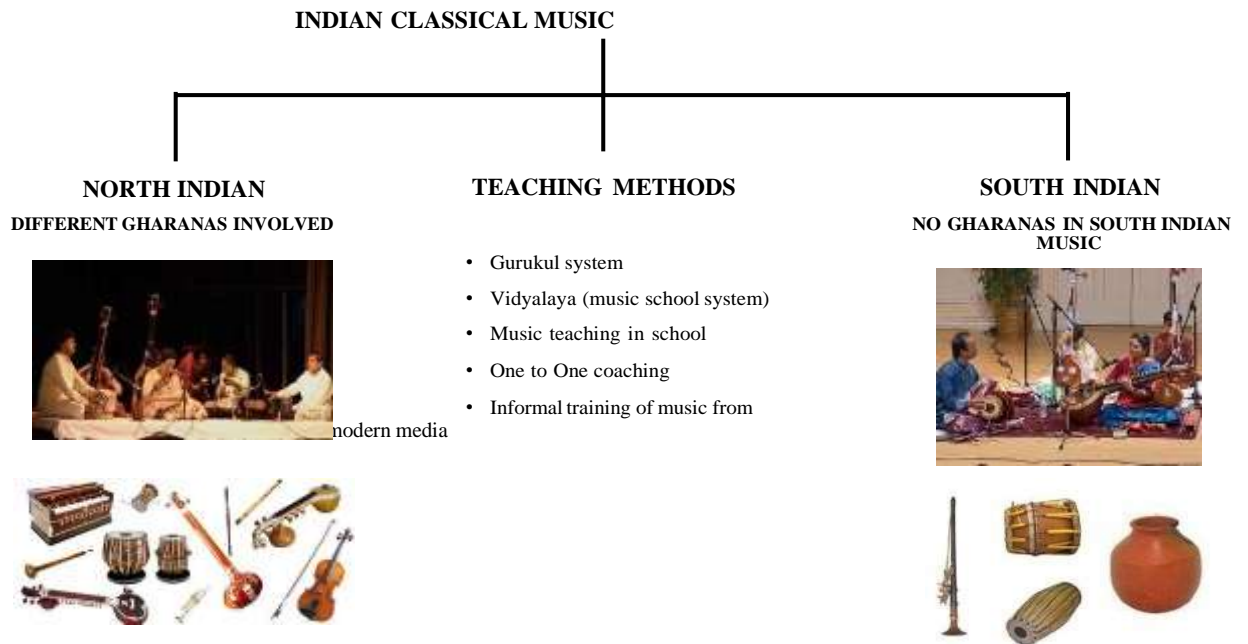 INDIAN CLASSICAL MUSIC
NORTH INDIAN
DIFFERENT GHARANAS INVOLVED
TEACHING METHODS
• Gurukul system
• Vidyalaya (music school system)
• Music teaching in school
• One to One coaching
• Informal training of music from
modern media
SOUTH INDIAN
NO GHARANAS IN SOUTH INDIAN
MUSIC